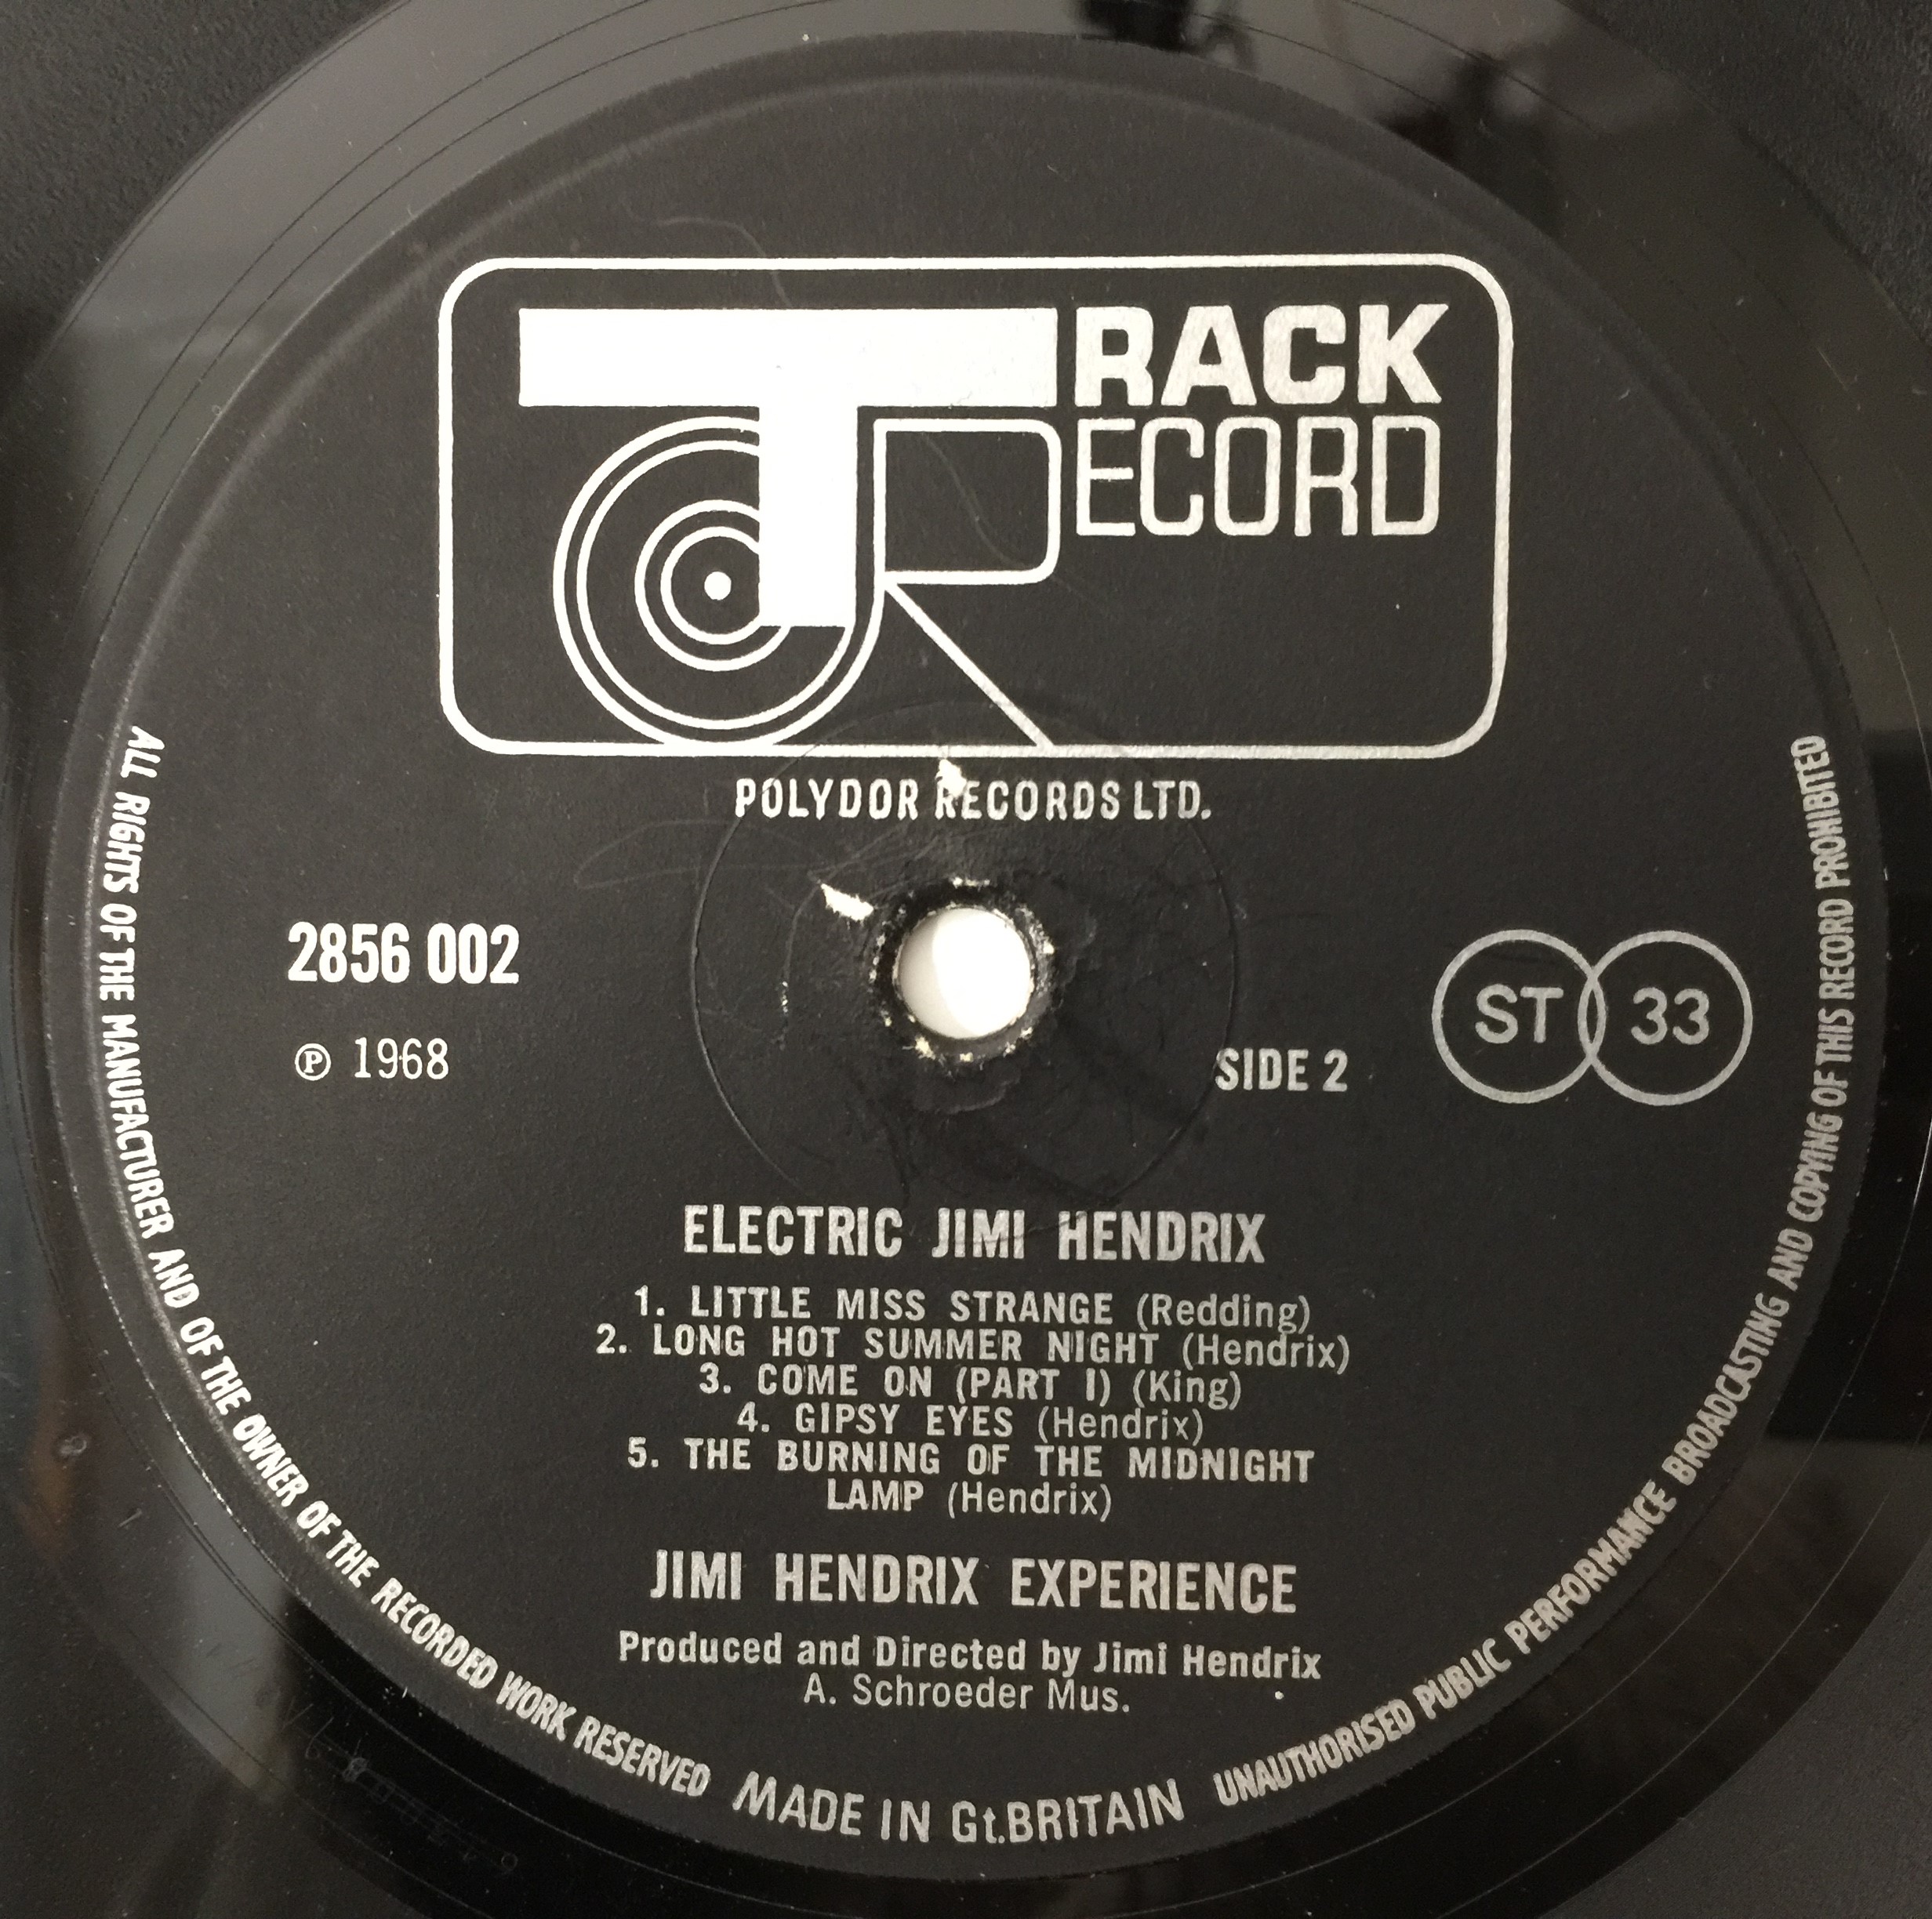 TRACK
RECORD
POLYDOR RECORDS LTD.
2856 002
℗ 1968
SIDE 2
ST 33
ELECTRIC JIMI HENDRIX
1. LITTLE MISS STRANGE (Redding)
2. LONG HOT SUMMER NIGHT (Hendrix)
3. COME ON (PART I) (King)
4. GIPSY EYES (Hendrix)
5. THE BURNING OF THE MIDNIGHT
LAMP (Hendrix)
JIMI HENDRIX EXPERIENCE
Produced and Directed by Jimi Hendrix
A. Schroeder Mus.
ALL RIGHTS OF THE MANUFACTURER AND OF THE OWNER OF THE RECORDED WORK RESERVED MADE IN Gt.BRITAIN UNAUTHORISED PUBLIC PERFORMANCE BROADCASTING AND COPYING OF THIS RECORD PROHIBITED